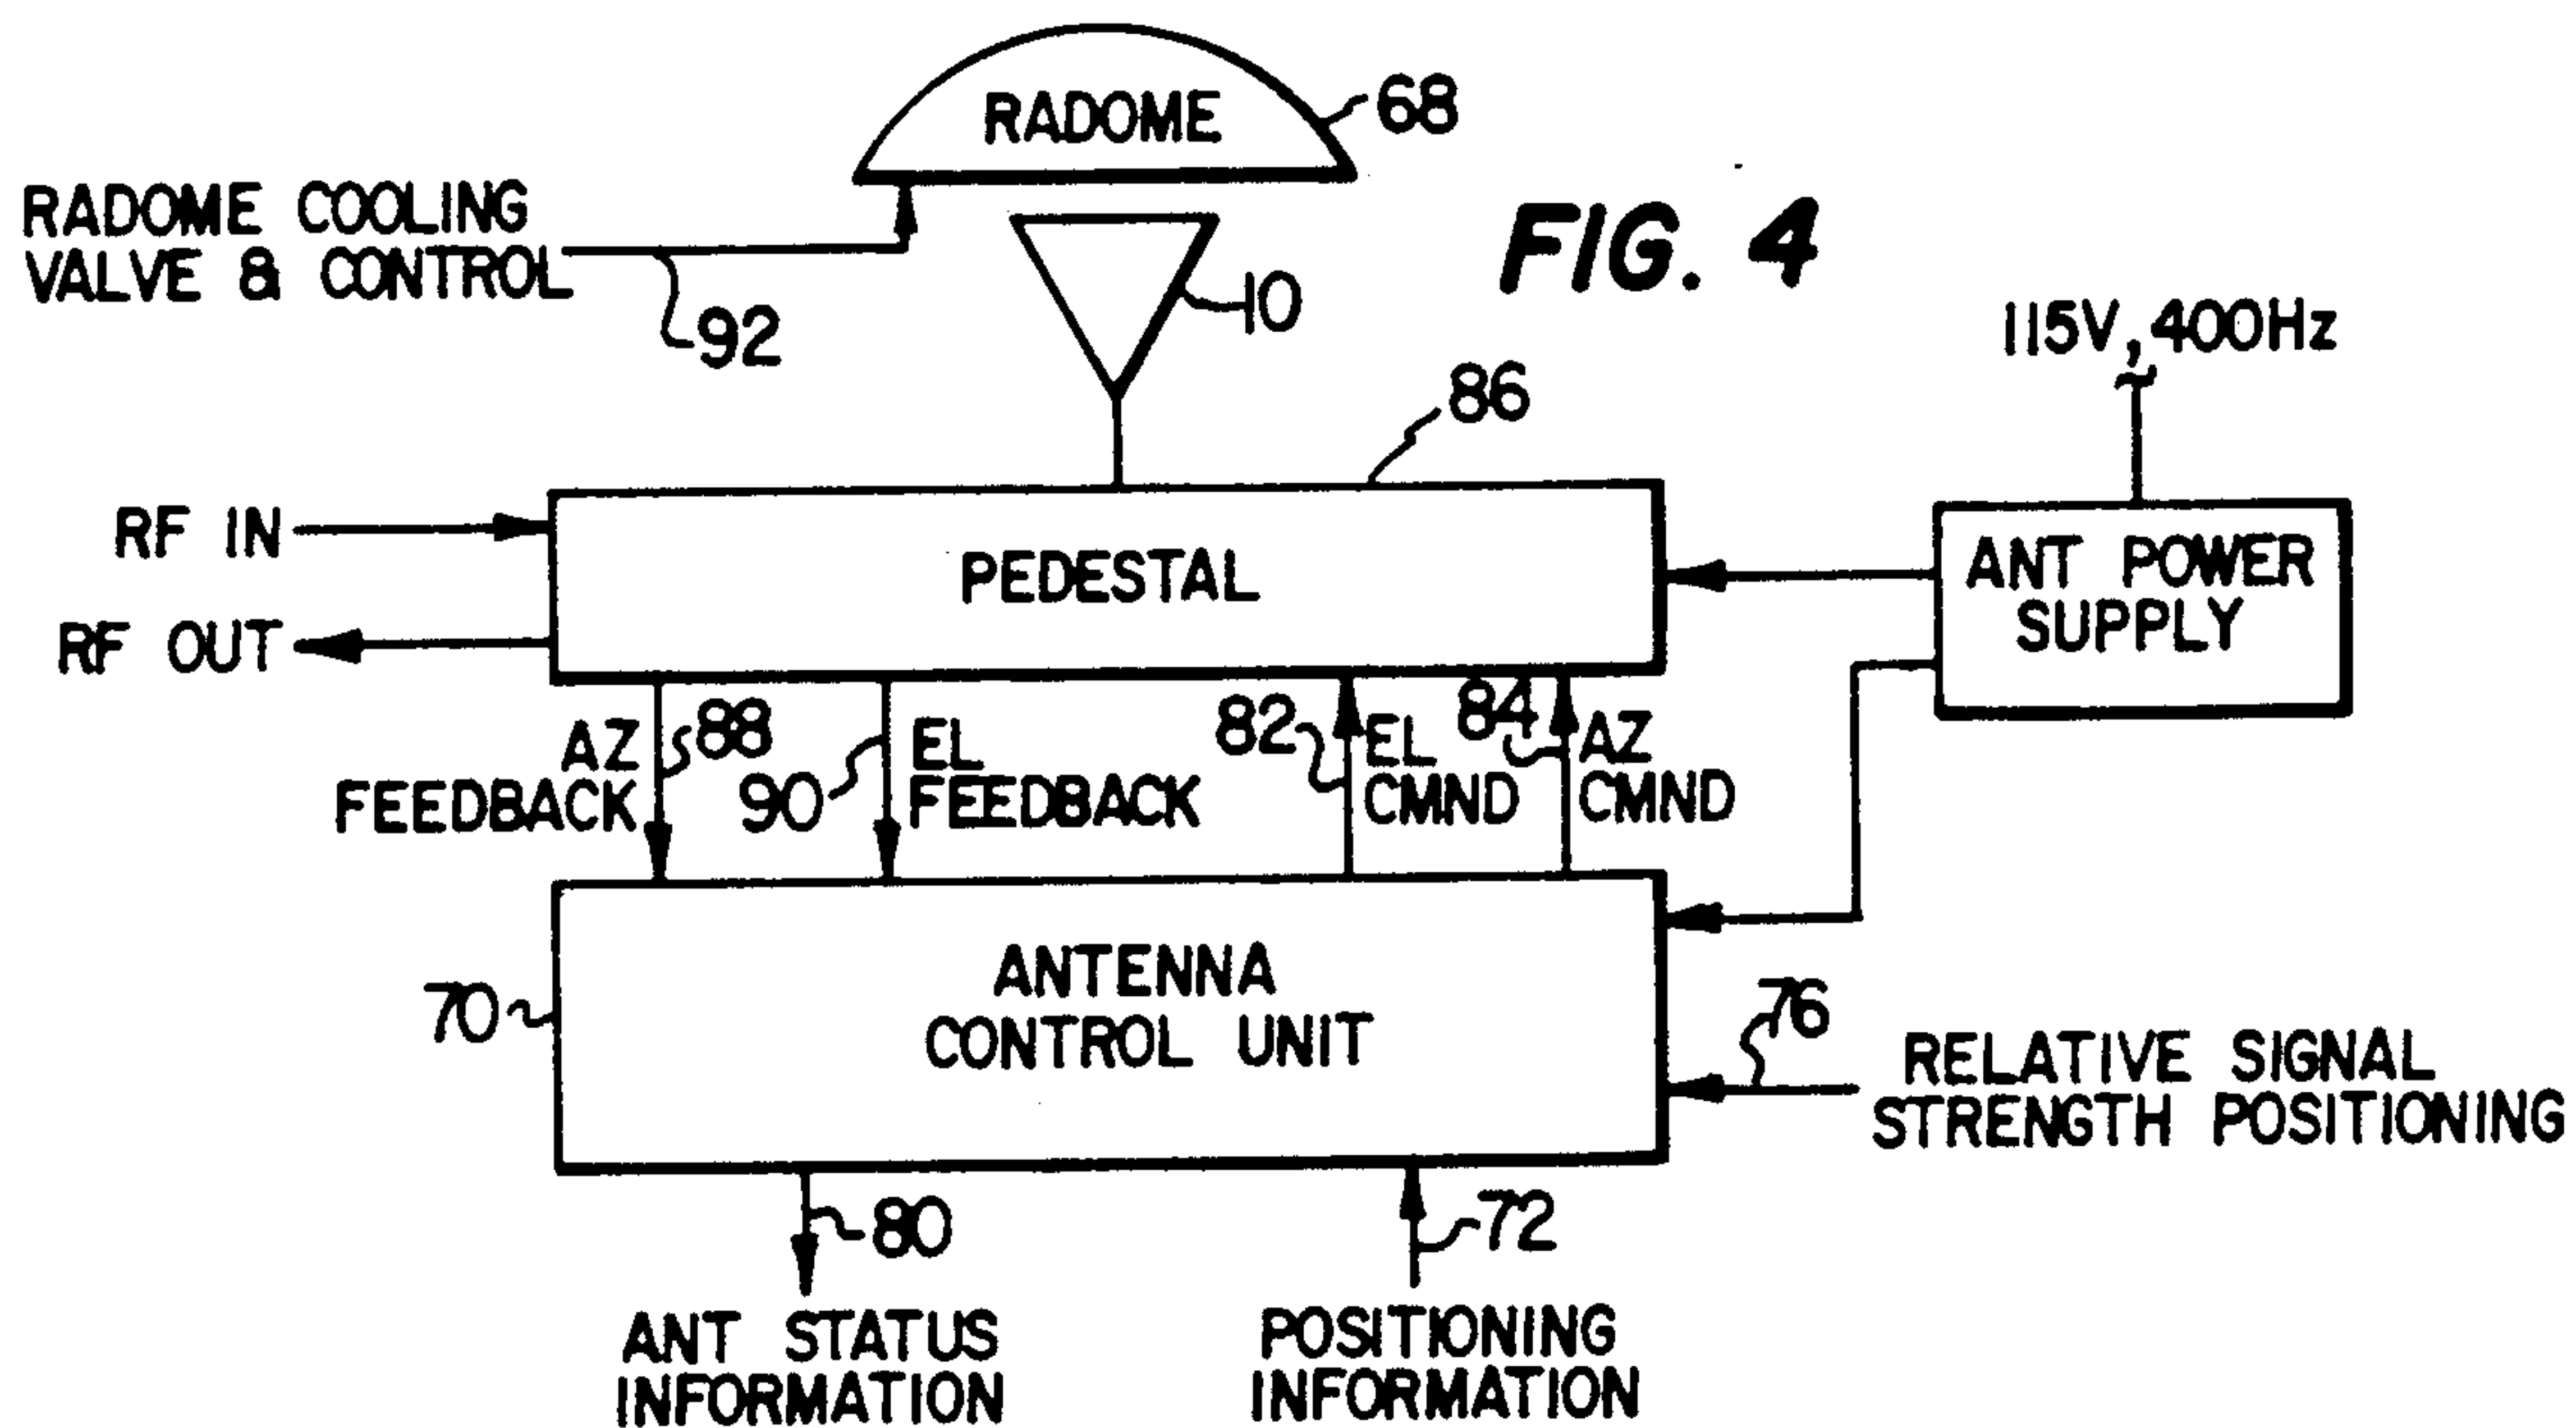 RADOME
68
RADOME COOLING
VALVE & CONTROL
92
10
FIG. 4
115V, 400Hz
86
RF IN
RF OUT
PEDESTAL
ANT POWER
SUPPLY
AZ
FEEDBACK
88
90
EL
FEEDBACK
82
EL
CMND
84
AZ
CMND
70
ANTENNA
CONTROL UNIT
76
RELATIVE SIGNAL
STRENGTH POSITIONING
80
72
ANT STATUS
INFORMATION
POSITIONING
INFORMATION